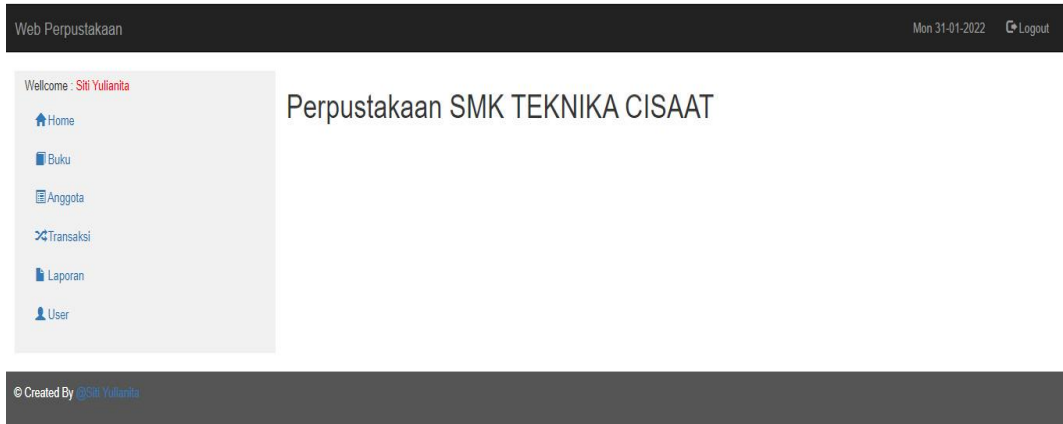 Web Perpustakaan
Mon 31-01-2022 Logout
Wellcome : Siti Yulianita
Home
Buku
Anggota
Transaksi
Laporan
User
Perpustakaan SMK TEKNIKA CISAAT
© Created By @Siti Yulianita